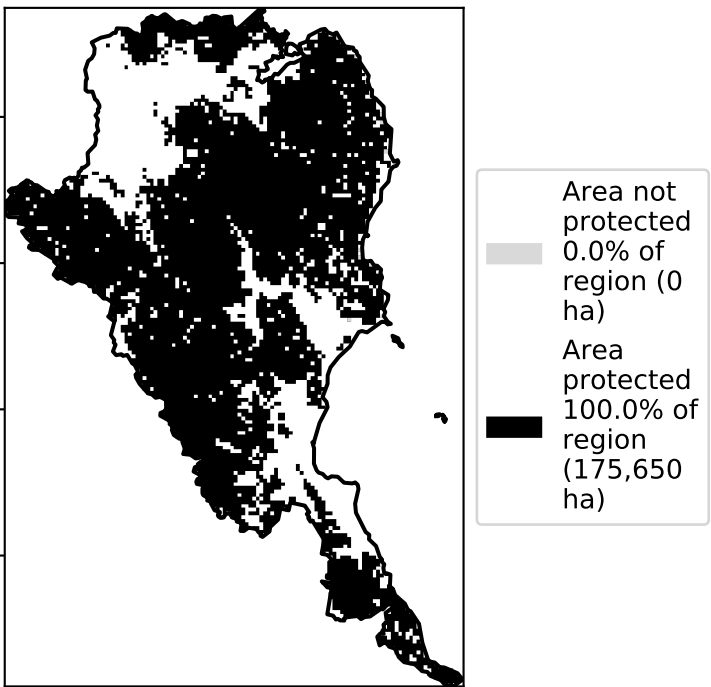 Area not
protected
0.0% of
region (0
ha)
Area
protected
100.0% of
region
(175,650
ha)